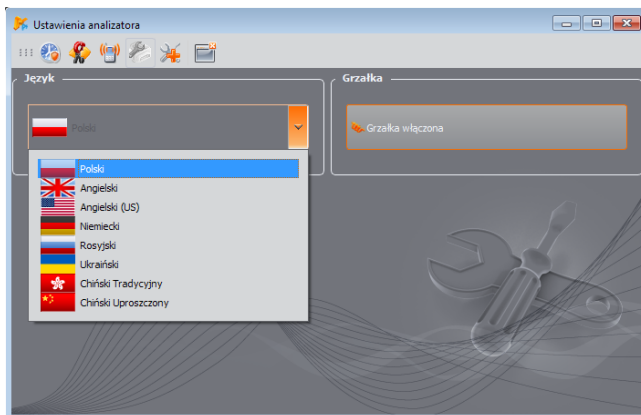 Ustawienia analizatora
Język
Grzałka
Polski
Grzałka włączona
Polski
Angielski
Angielski (US)
Niemiecki
Rosyjski
Ukraiński
Chiński Tradycyjny
Chiński Uproszczony